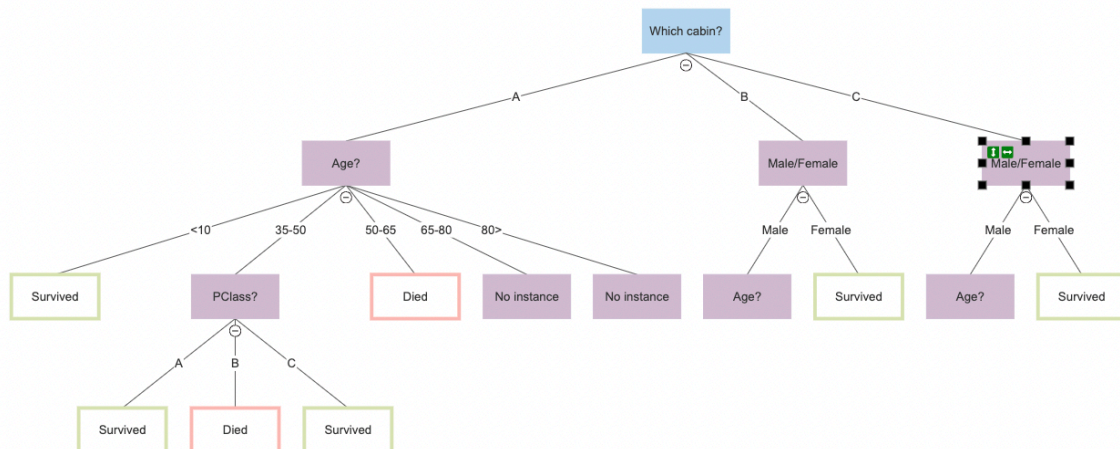 Which cabin?
A
B
C
Age?
Male/Female
Male/Female
<10
35-50
50-65
65-80
80>
Male
Female
Male
Female
Survived
PClass?
Died
No instance
No instance
Age?
Survived
Age?
Survived
A
B
C
Survived
Died
Survived